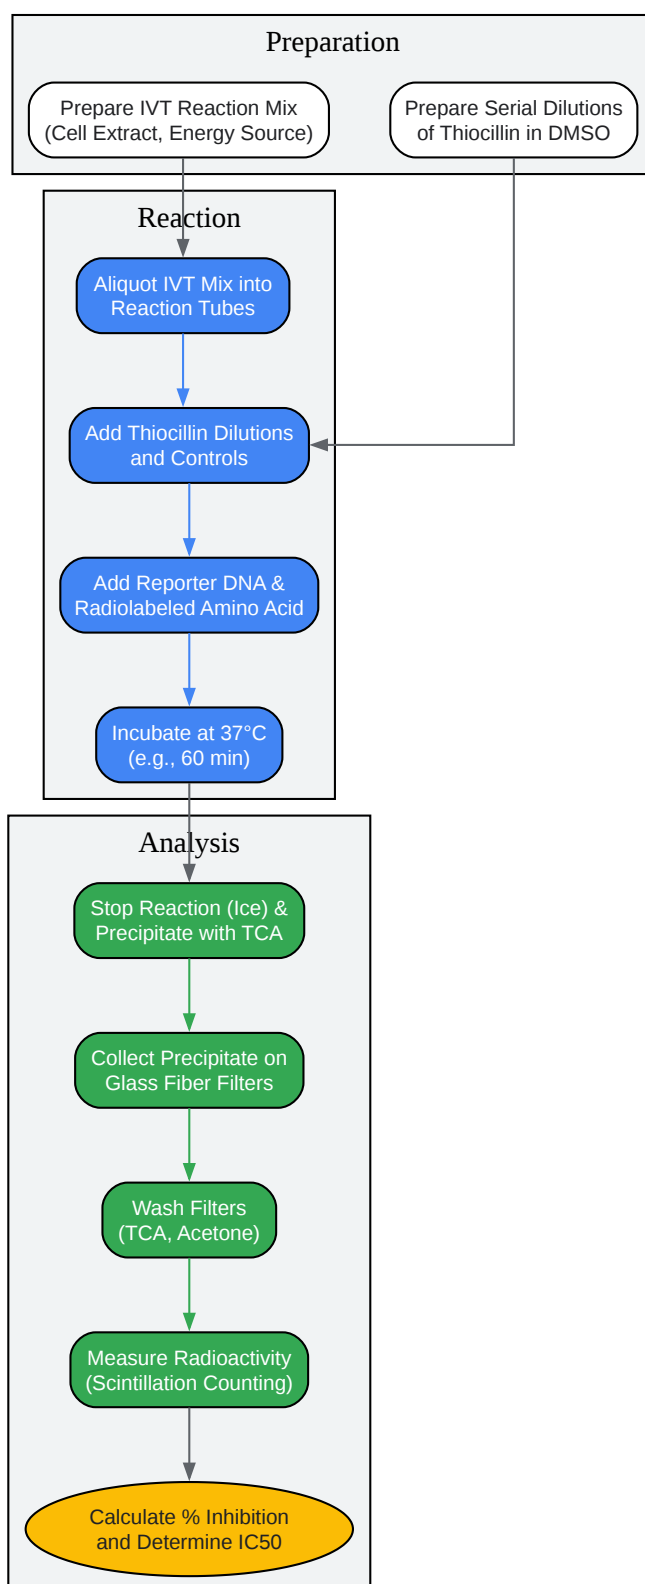 Preparation
Prepare IVT Reaction Mix
(Cell Extract, Energy Source)
Prepare Serial Dilutions
of Thiocillin in DMSO
Reaction
Aliquot IVT Mix into
Reaction Tubes
Add Thiocillin Dilutions
and Controls
Add Reporter DNA &
Radiolabeled Amino Acid
Incubate at 37°C
(e.g., 60 min)
Analysis
Stop Reaction (Ice) &
Precipitate with TCA
Collect Precipitate on
Glass Fiber Filters
Wash Filters
(TCA, Acetone)
Measure Radioactivity
(Scintillation Counting)
Calculate % Inhibition
and Determine IC50